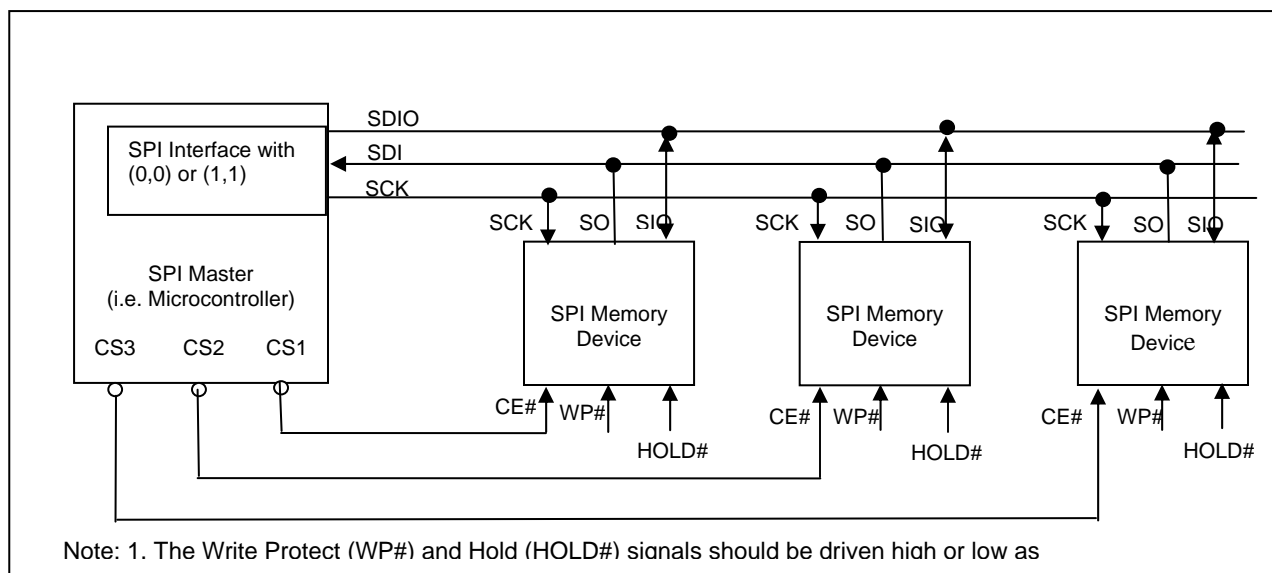 SDIO
SPI Interface with
(0,0) or (1,1)
SDI
SCK
SCK
SO
SIO
SCK
SO
SIO
SCK
SO
SIO
SPI Master
(i.e. Microcontroller)
SPI Memory
Device
SPI Memory
Device
SPI Memory
Device
CS3
CS2
CS1
CE#
WP#
HOLD#
CE#
WP#
HOLD#
CE#
WP#
HOLD#
Note: 1. The Write Protect (WP#) and Hold (HOLD#) signals should be driven high or low as